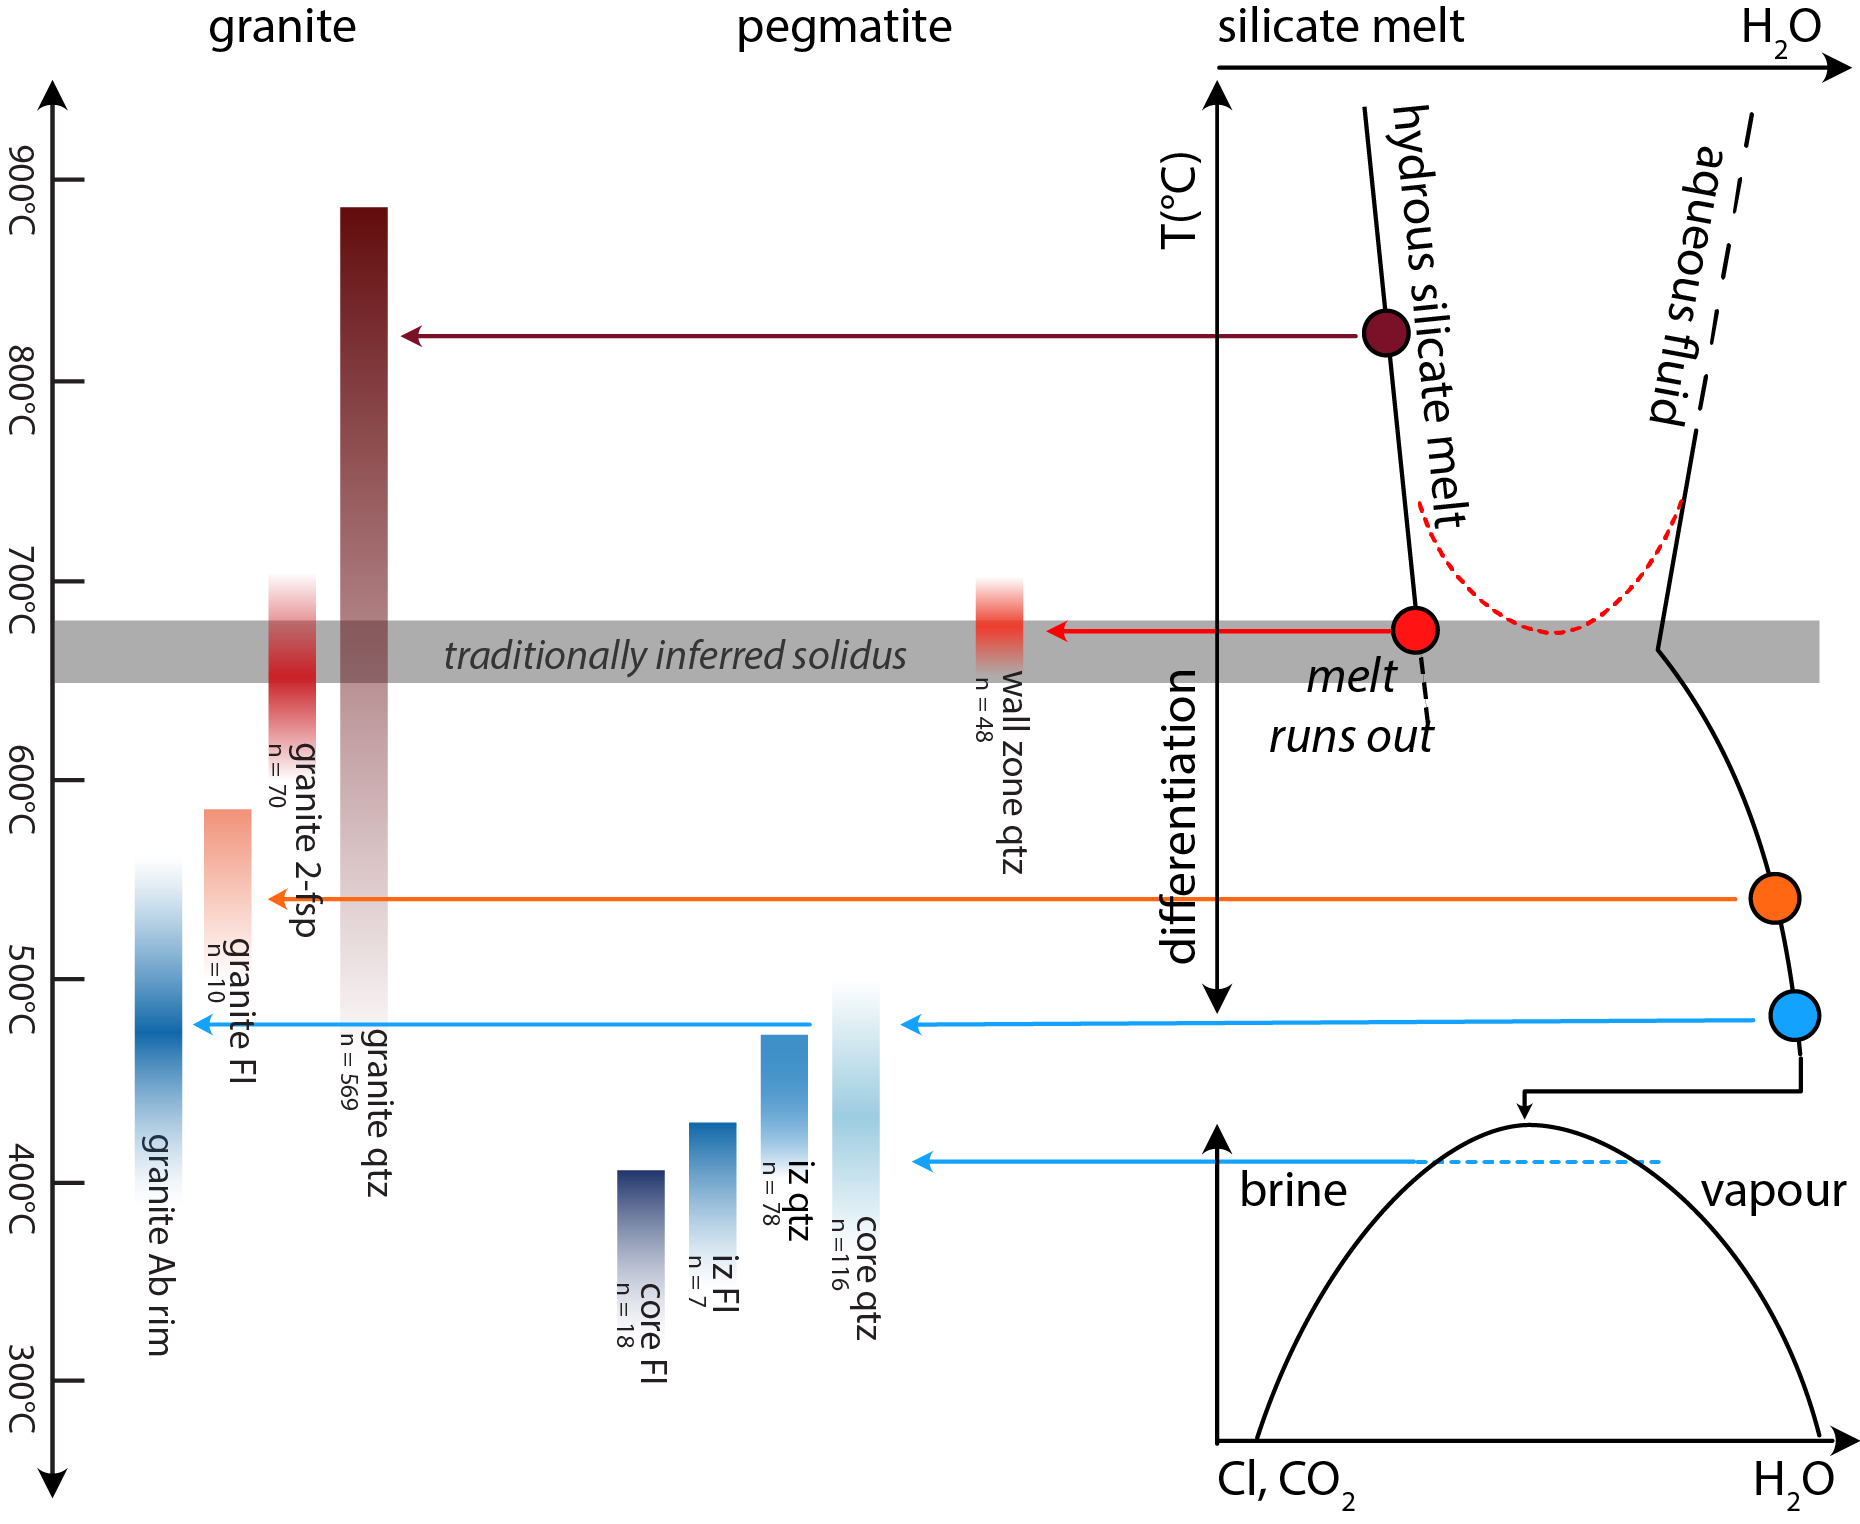 granite
pegmatite
silicate melt
H2O
900°C
800°C
700°C
600°C
500°C
400°C
300°C
T(°C)
hydrous silicate melt
aqueous fluid
traditionally inferred solidus
melt
runs out
differentiation
wall zone qtz
n = 48
granite 2-fsp
n = 70
granite FI
n =10
granite qtz
n = 569
granite Ab rim
iz qtz
n = 78
core qtz
n =116
iz FI
n = 7
core FI
n = 18
brine
vapour
Cl, CO2
H2O